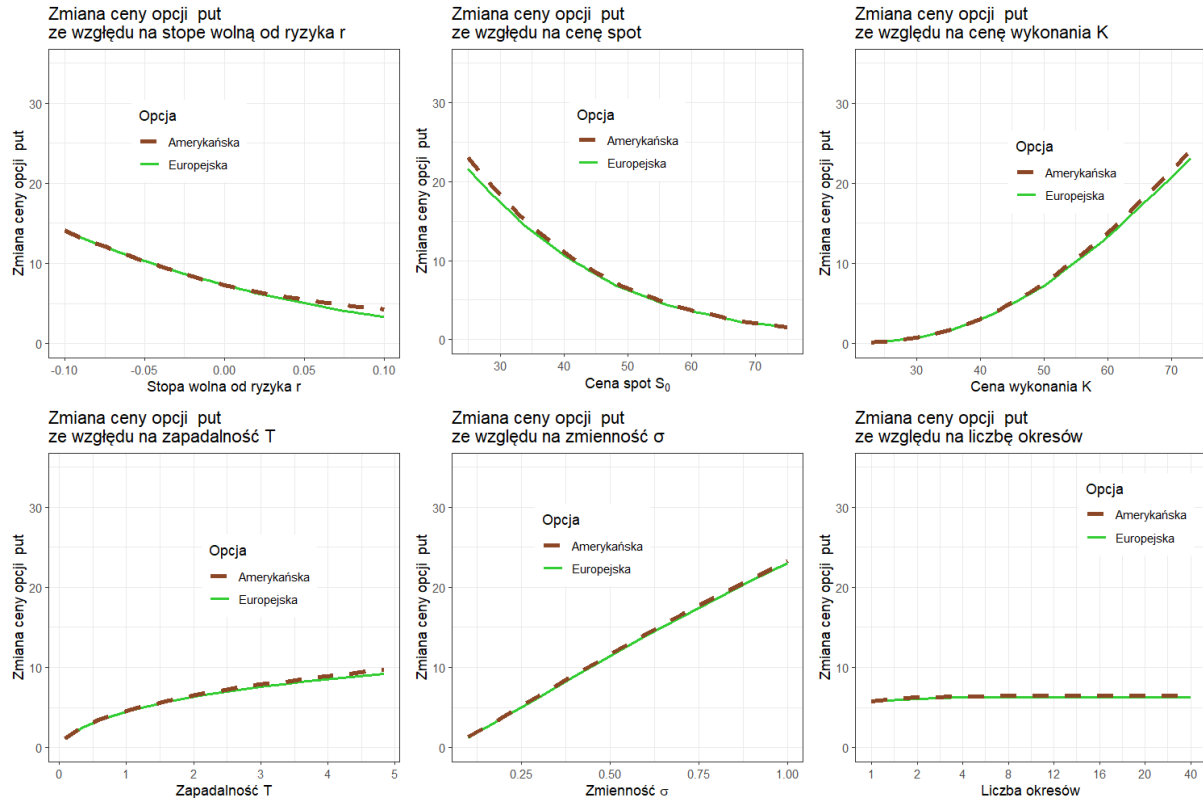 Zmiana ceny opcji put
ze względu na stope wolną od ryzyka r
Zmiana ceny opcji put
30
20
10
0
Opcja
Amerykańska
Europejska
-0.10 -0.05 0.00 0.05 0.10
Stopa wolna od ryzyka r
Zmiana ceny opcji put
ze względu na cenę spot
Zmiana ceny opcji put
30
20
10
0
Opcja
Amerykańska
Europejska
30 40 50 60 70
Cena spot S₀
Zmiana ceny opcji put
ze względu na cenę wykonania K
Zmiana ceny opcji put
30
20
10
0
Opcja
Amerykańska
Europejska
30 40 50 60 70
Cena wykonania K
Zmiana ceny opcji put
ze względu na zapadalność T
Zmiana ceny opcji put
30
20
10
0
Opcja
Amerykańska
Europejska
0 1 2 3 4 5
Zapadalność T
Zmiana ceny opcji put
ze względu na zmienność σ
Zmiana ceny opcji put
30
20
10
0
Opcja
Amerykańska
Europejska
0.25 0.50 0.75 1.00
Zmienność σ
Zmiana ceny opcji put
ze względu na liczbę okresów
Zmiana ceny opcji put
30
20
10
0
Opcja
Amerykańska
Europejska
1 2 4 8 12 16 20 40
Liczba okresów